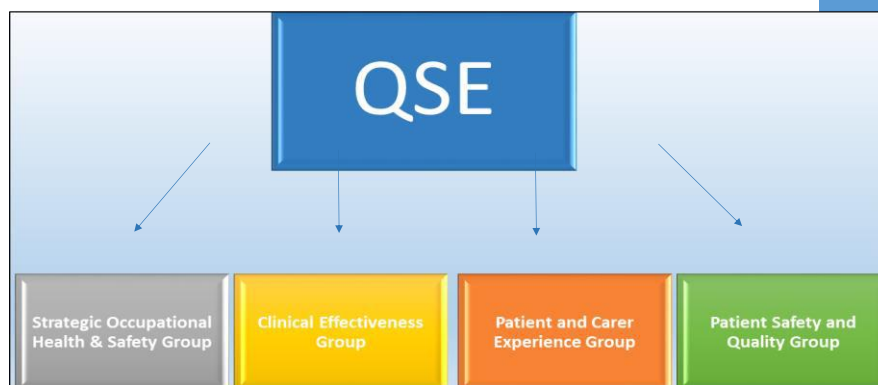 QSE
Strategic Occupational
Health & Safety Group
Clinical Effectiveness
Group
Patient and Carer
Experience Group
Patient Safety and
Quality Group